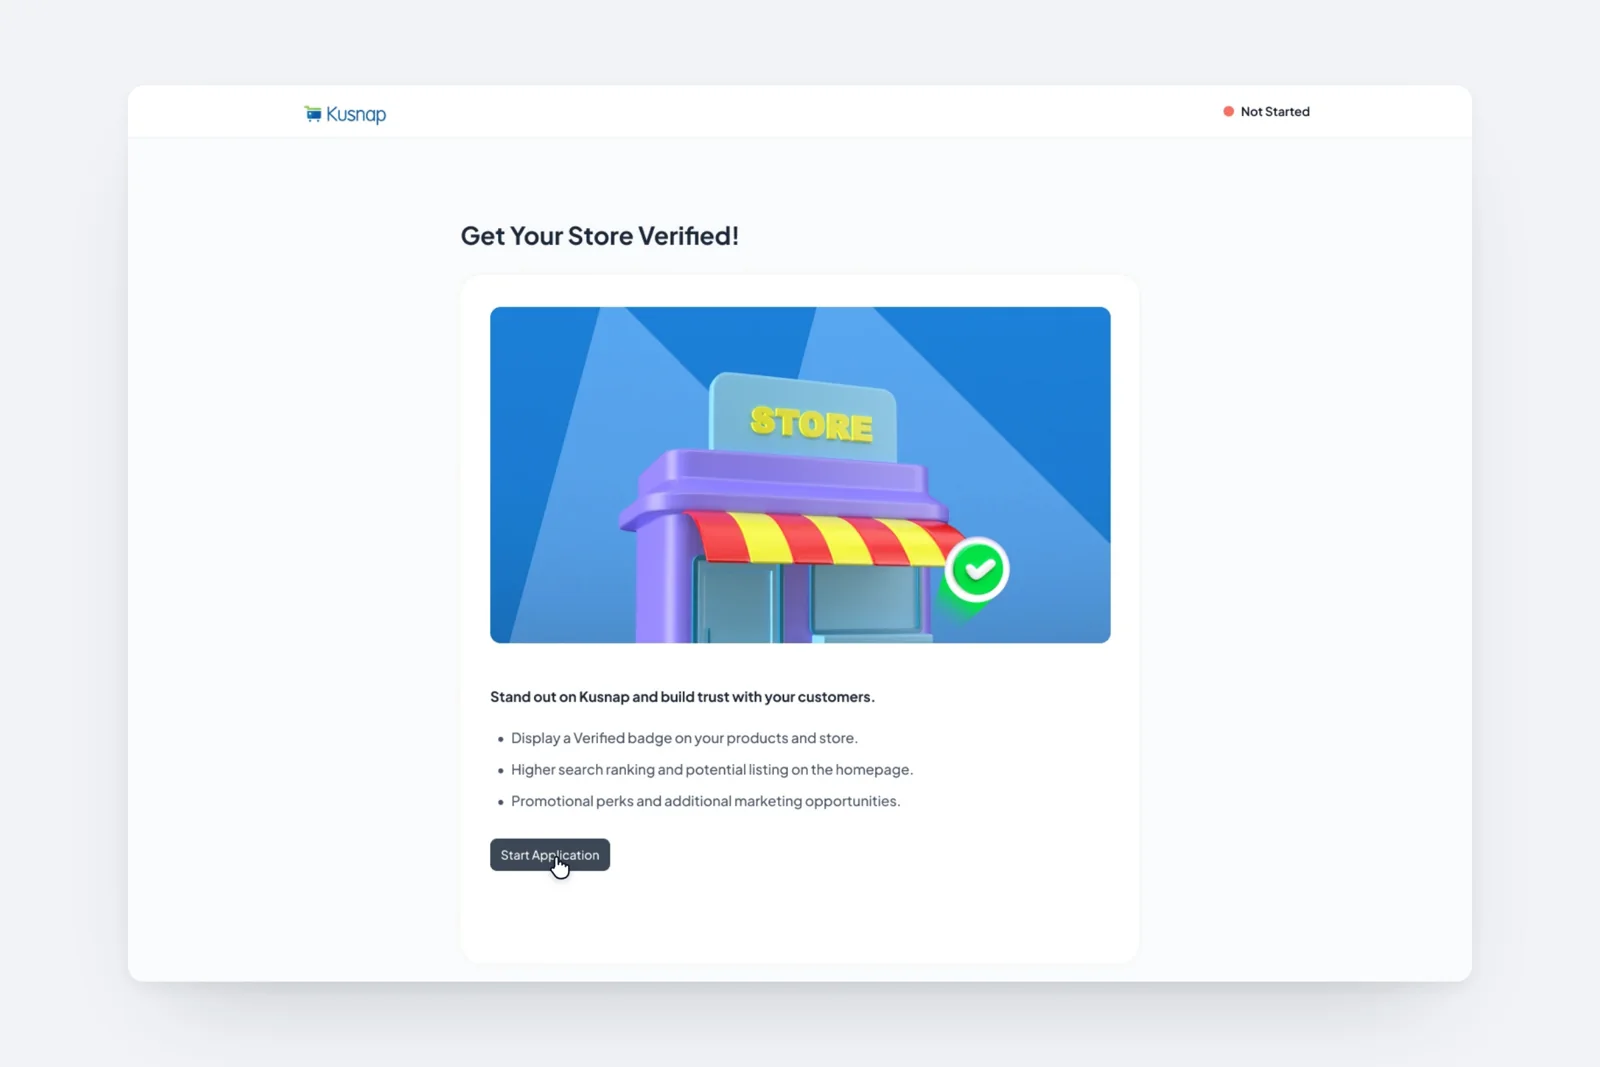 Kusnap
Not Started
Get Your Store Verified!
STORE
Stand out on Kusnap and build trust with your customers.
• Display a Verified badge on your products and store.
• Higher search ranking and potential listing on the homepage.
• Promotional perks and additional marketing opportunities.
Start Application